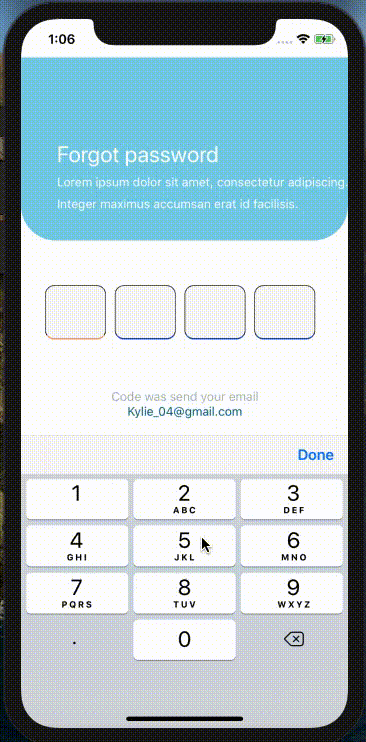 1:06
Forgot password
Lorem ipsum dolor sit amet, consectetur adipiscing.
Integer maximus accumsan erat id facilisis.
Code was send your email
Kylie_04@gmail.com
Done
1 2 3
ABC DEF
4 5 6
GHI JKL MNO
7 8 9
PQRS TUV WXYZ
. 0